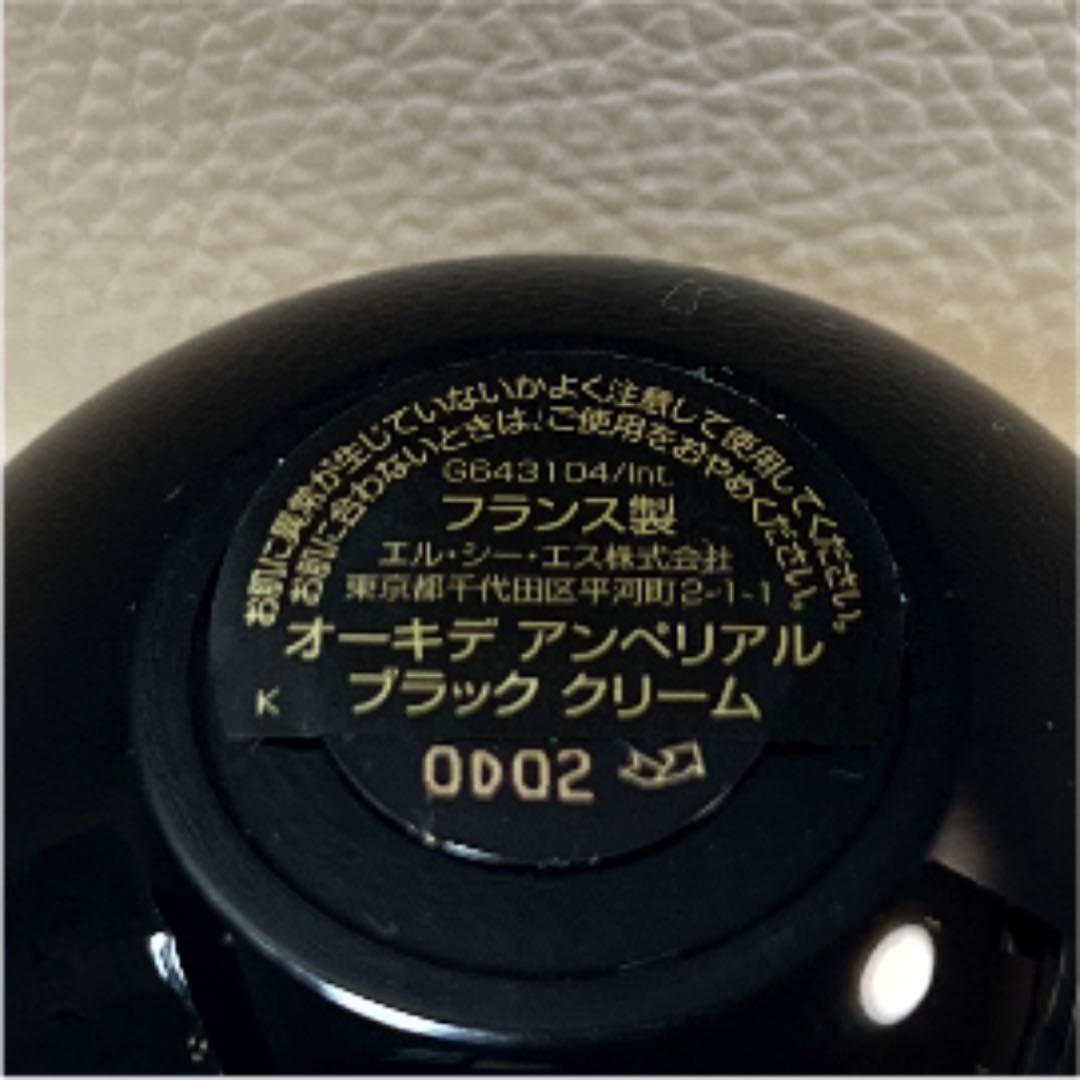 お肌に異常が生じていないかよく注意して使用してください。
お肌に合わないときは、ご使用をおやめください。
G643104/Int.
フランス製
エル・シー・エス株式会社
東京都千代田区平河町2-1-1
オーキデ アンペリアル
ブラック クリーム
K
0D02